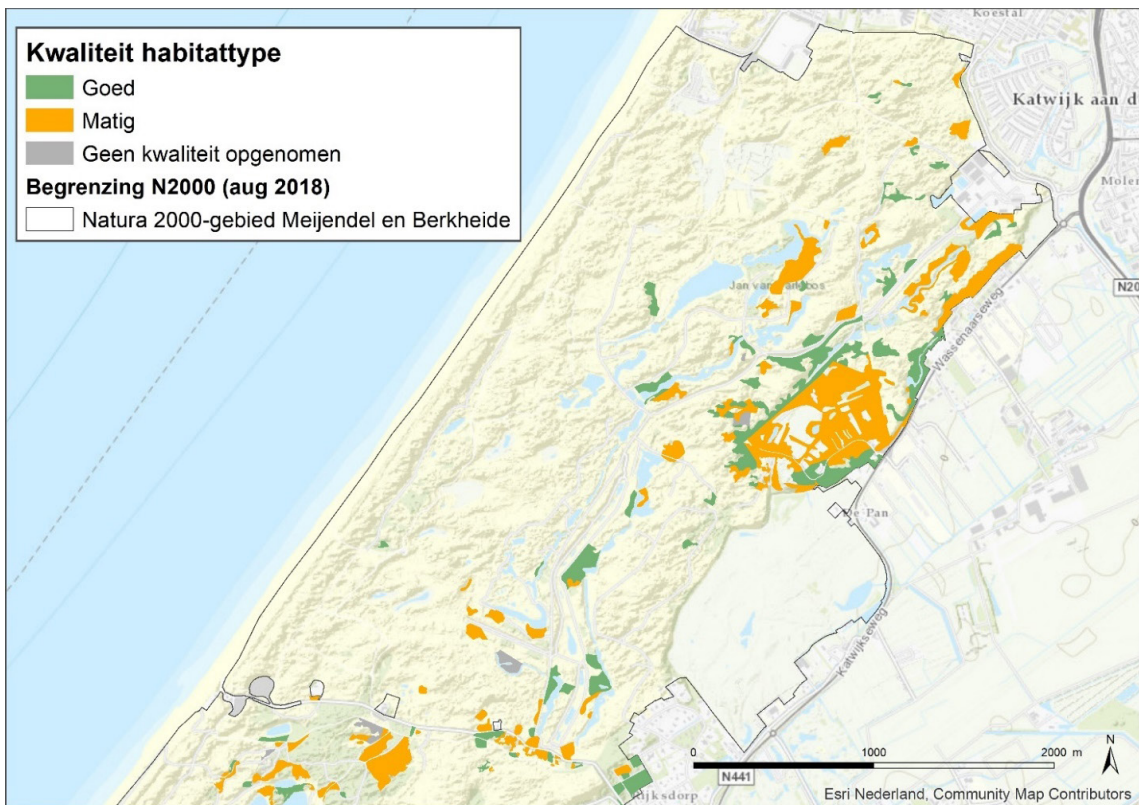 Kwaliteit habitattype
Goed
Matig
Geen kwaliteit opgenomen
Begrenzing N2000 (aug 2018)
Natura 2000-gebied Meijendel en Berkheide
Koestal
Katwijk aan d
Molen
N20
Wassenaarseweg
De Pan
Katwijkseweg
0 1000 2000 m
N
N441
Rijksdorp
Esri Nederland, Community Map Contributors